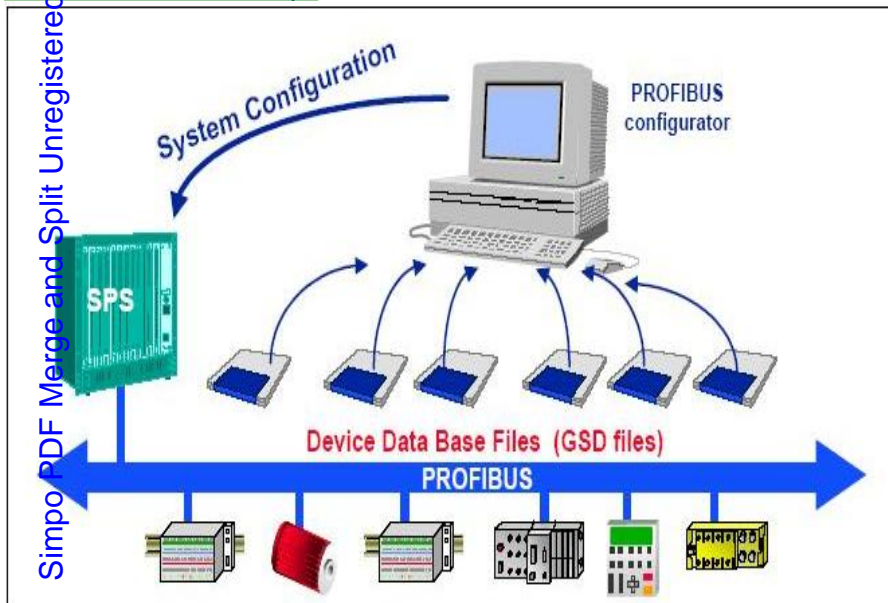 Simpo PDF Merge and Split Unregistered
System Configuration
PROFIBUS
configurator
SPS
Device Data Base Files (GSD files)
PROFIBUS